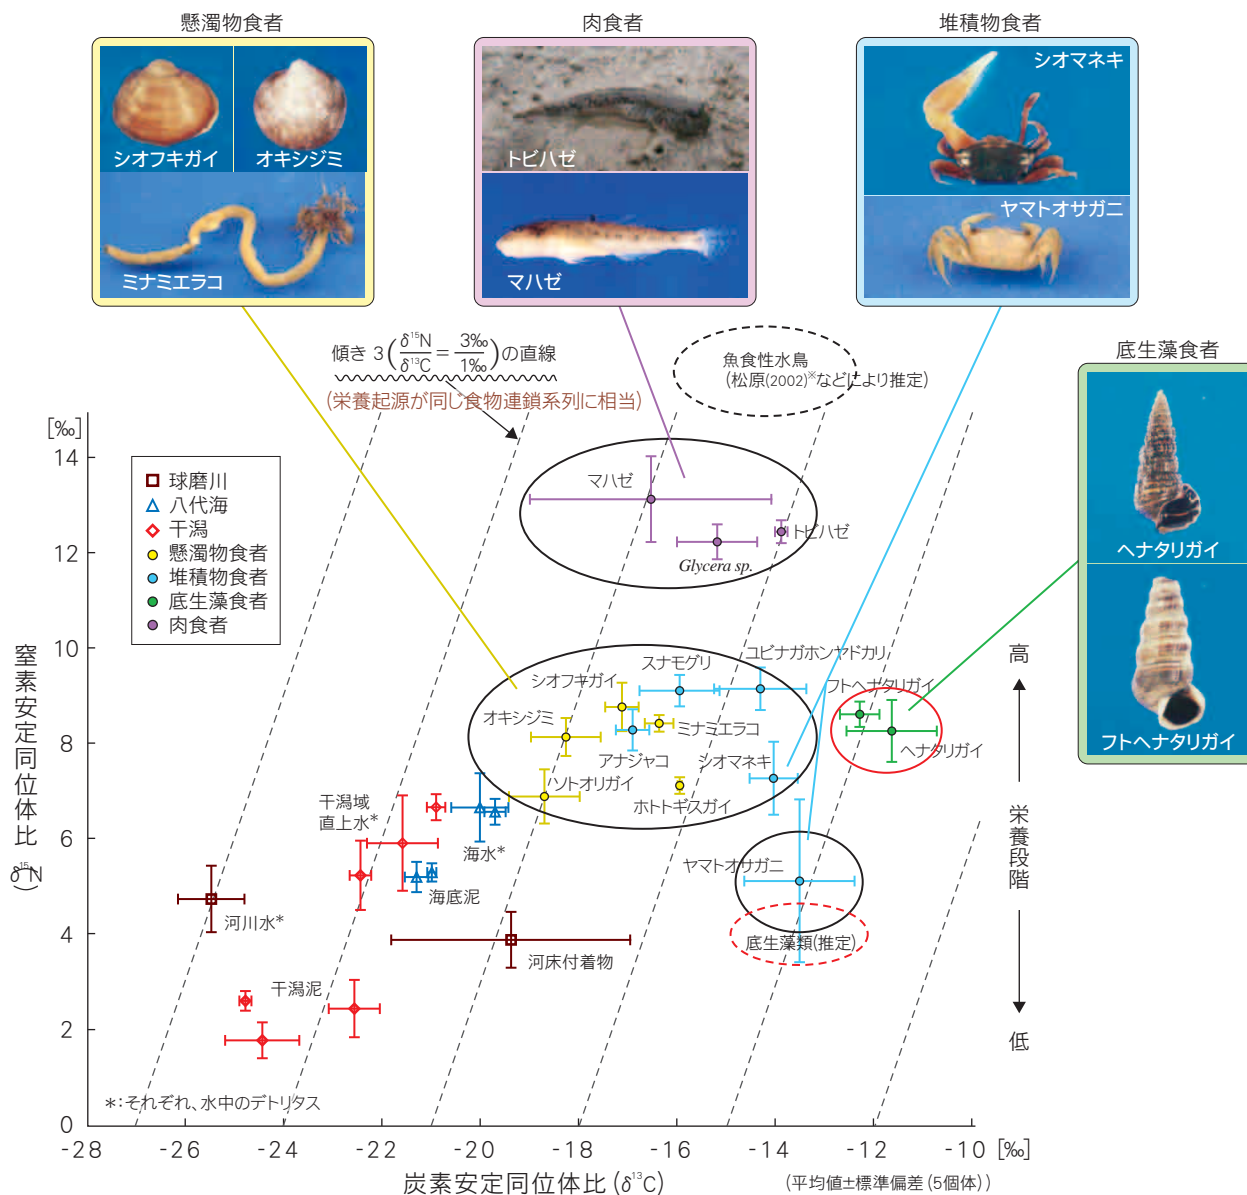 懸濁物食者
肉食者
堆積物食者
シオフキガイ
オキシジミ
ミナミエラコ
トビハゼ
マハゼ
シオマネキ
ヤマトオサガニ
底生藻食者
ヘナタリガイ
フトヘナタリガイ
傾き 3(δ¹⁵N/δ¹³C=3‰/1‰)の直線
(栄養起源が同じ食物連鎖系列に相当)
魚食性水鳥
(松原(2002)※などにより推定)
[‰]
14
12
10
8
6
4
2
0
窒素安定同位体比(δ¹⁵N)
球磨川
八代海
干潟
懸濁物食者
堆積物食者
底生藻食者
肉食者
マハゼ
トビハゼ
Glycera sp.
スナモグリ
ユビナガホンヤドカリ
シオフキガイ
フトヘナタリガイ
オキシジミ
ミナミエラコ
アナジャコ
シオマネキ
ヘナタリガイ
ソトオリガイ
ホトトギスガイ
干潟域
直上水*
海水*
海底泥
ヤマトオサガニ
底生藻類(推定)
河川水*
河床付着物
干潟泥
高
栄養段階
低
*:それぞれ、水中のデトリタス
-28 -26 -24 -22 -20 -18 -16 -14 -12 -10 [‰]
炭素安定同位体比(δ¹³C)
(平均値±標準偏差(5個体))